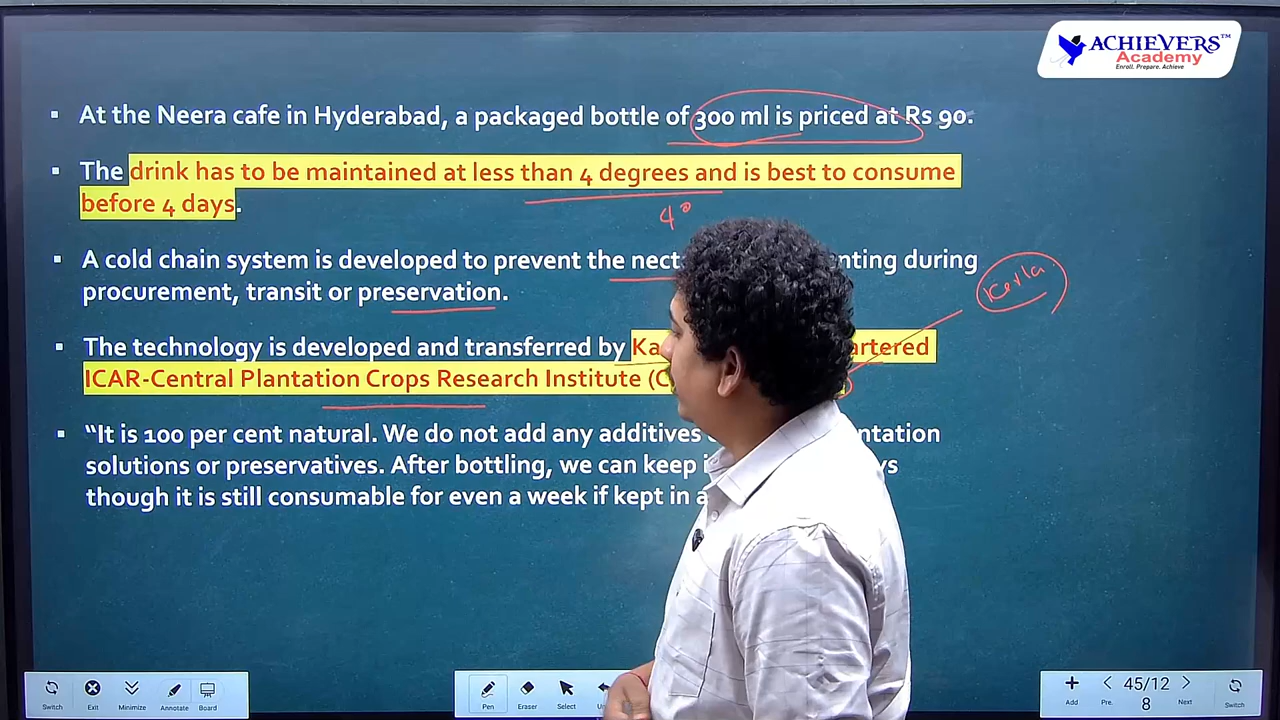 ACHIEVERS™
Academy
Enroll. Prepare. Achieve
▪ At the Neera cafe in Hyderabad, a packaged bottle of 300 ml is priced at Rs 90.
▪ The drink has to be maintained at less than 4 degrees and is best to consume
before 4 days.
4°
▪ A cold chain system is developed to prevent the nect nting during
procurement, transit or preservation.
Kerla
▪ The technology is developed and transferred by Ka artered
ICAR-Central Plantation Crops Research Institute (C
▪ “It is 100 per cent natural. We do not add any additives ntation
solutions or preservatives. After bottling, we can keep i ys
though it is still consumable for even a week if kept in a
Switch Exit Minimize Annotate Board
Pen Eraser Select
Add Pre. 45/12 Next Switch
8